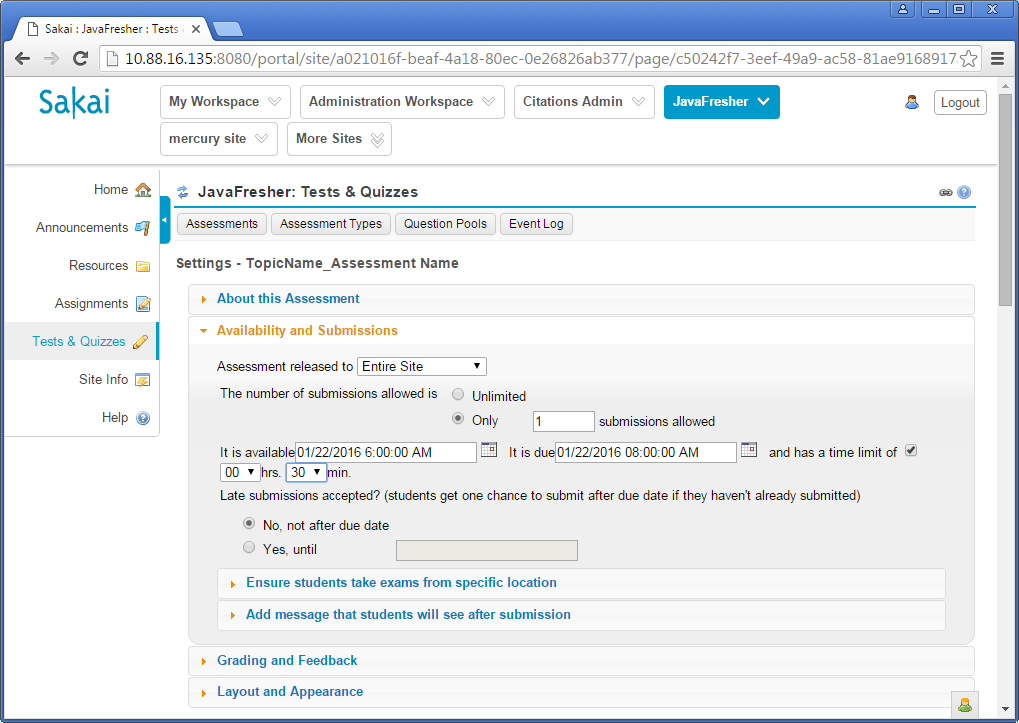 Sakai : JavaFresher : Tests
10.88.16.135:8080/portal/site/a021016f-beaf-4a18-80ec-0e26826ab377/page/c50242f7-3eef-49a9-ac58-81ae9168917
Sakai
My Workspace
Administration Workspace
Citations Admin
JavaFresher
Logout
mercury site
More Sites
Home
Announcements
Resources
Assignments
Tests & Quizzes
Site Info
Help
JavaFresher: Tests & Quizzes
Assessments
Assessment Types
Question Pools
Event Log
Settings - TopicName_Assessment Name
About this Assessment
Availability and Submissions
Assessment released to Entire Site
The number of submissions allowed is
Unlimited
Only 1 submissions allowed
It is available 01/22/2016 6:00:00 AM It is due 01/22/2016 08:00:00 AM and has a time limit of
00 hrs. 30 min.
Late submissions accepted? (students get one chance to submit after due date if they haven't already submitted)
No, not after due date
Yes, until
Ensure students take exams from specific location
Add message that students will see after submission
Grading and Feedback
Layout and Appearance